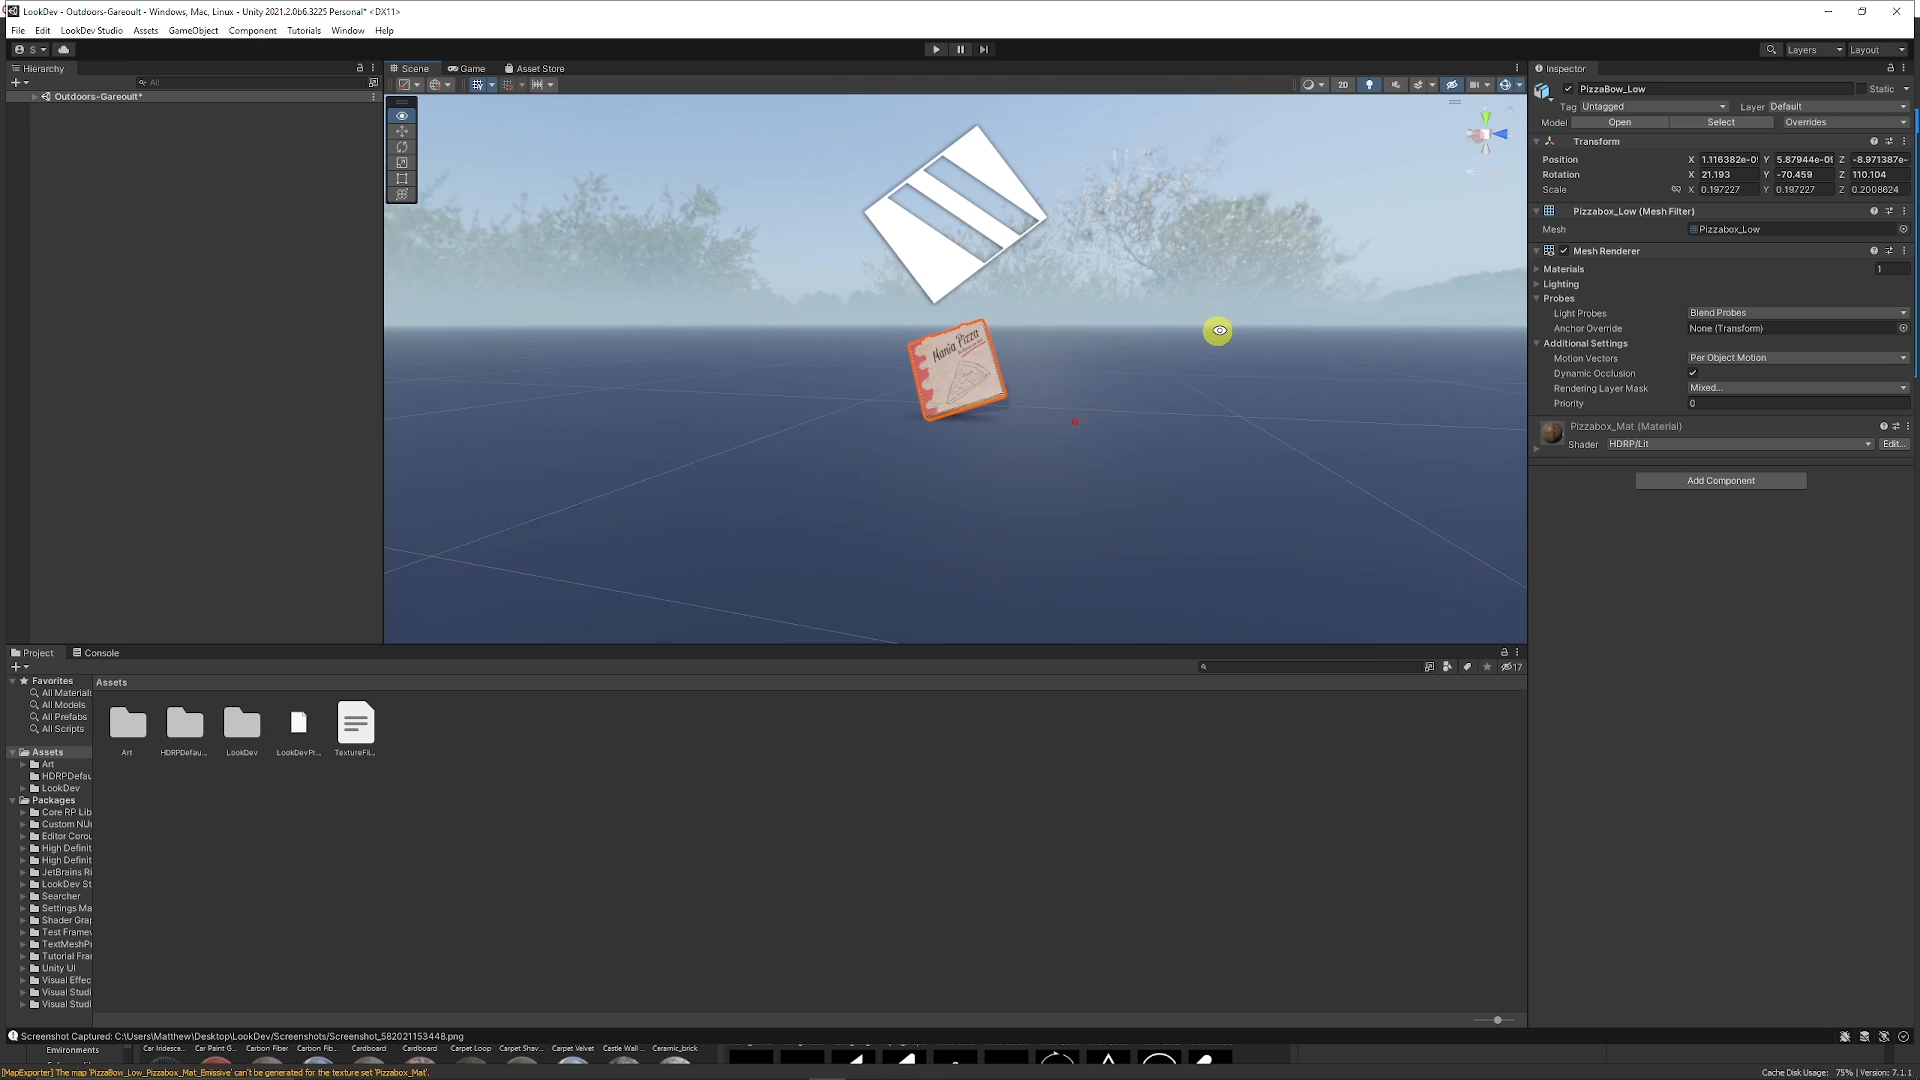 LookDev - Outdoors-Gareoult - Windows, Mac, Linux - Unity 2021.2.0b6.3225 Personal* <DX11>
File Edit LookDev Studio Assets GameObject Component Tutorials Window Help
S Layers Layout
Hierarchy
All
Outdoors-Gareoult*
Scene Game Asset Store
2D
Mania Pizza
Inspector
PizzaBow_Low Static
Tag Untagged Layer Default
Model Open Select Overrides
Transform
Position X 1.116382e-0 Y 5.87944e-0 Z -8.971387e-
Rotation X 21.193 Y -70.459 Z 110.104
Scale X 0.197227 Y 0.197227 Z 0.2008624
Pizzabox_Low (Mesh Filter)
Mesh Pizzabox_Low
Mesh Renderer
Materials 1
Lighting
Probes
Light Probes Blend Probes
Anchor Override None (Transform)
Additional Settings
Motion Vectors Per Object Motion
Dynamic Occlusion
Rendering Layer Mask Mixed...
Priority 0
Pizzabox_Mat (Material)
Shader HDRP/Lit Edit...
Add Component
Project Console
17
Favorites
All Materials
All Models
All Prefabs
All Scripts
Assets
Art
HDRPDefau
LookDev
Packages
Core RP Lib
Custom NU
Editor Corou
High Definit
High Definit
JetBrains Ri
LookDev St
Searcher
Settings Ma
Shader Grap
Test Framew
TextMeshPr
Tutorial Frar
Unity UI
Visual Effec
Visual Studi
Visual Studi
Assets
Art HDRPDefau... LookDev LookDevPr... TextureFil...
Screenshot Captured: C:\Users\Matthew\Desktop\LookDev/Screenshots/Screenshot_582021153448.png
Environments Car Iridesce... Car Paint G... Carbon Fiber Carbon Fib... Cardboard Cardboard Carpet Loop Carpet Shav... Carpet Velvet Castle Wall ... Ceramic_brick
[MapExporter] The map 'PizzaBow_Low_Pizzabox_Mat_Emissive' can't be generated for the texture set 'Pizzabox_Mat'.
Cache Disk Usage: 75% | Version: 7.1.1